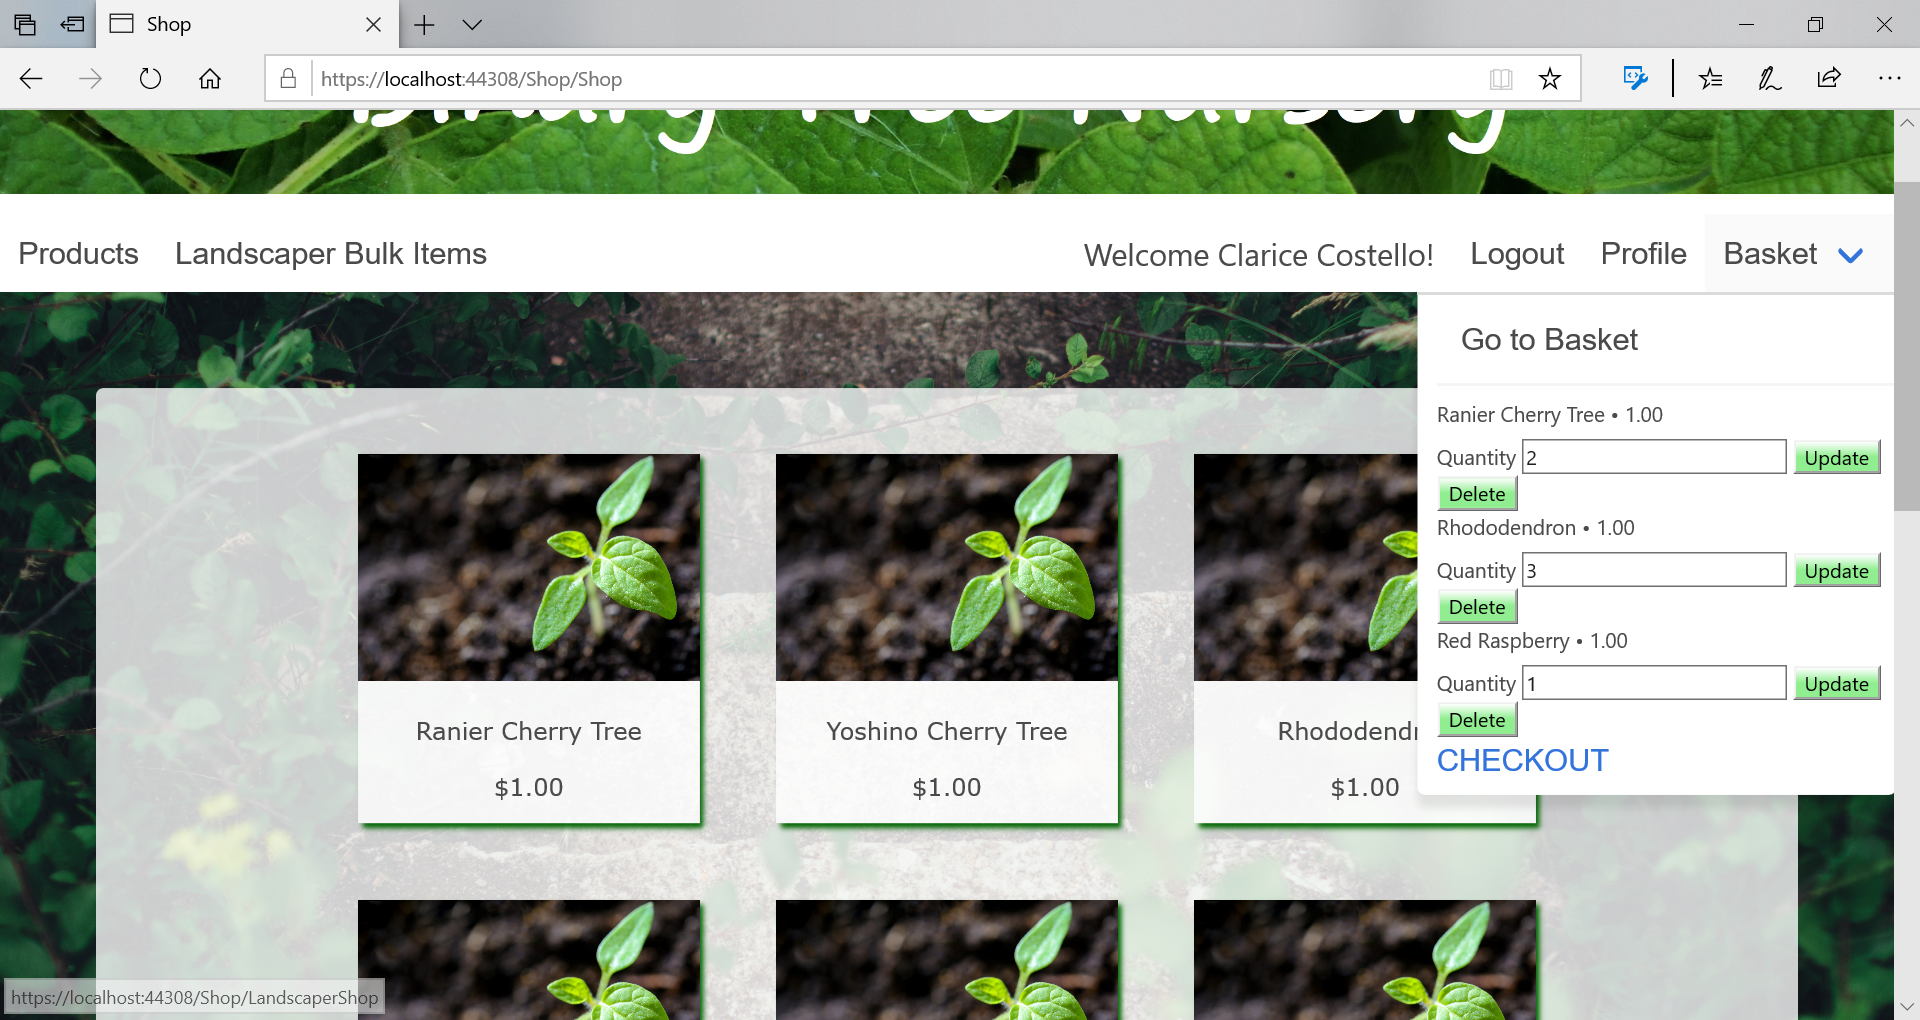 Shop
https://localhost:44308/Shop/Shop
Binary Tree Nursery
Products Landscaper Bulk Items Welcome Clarice Costello! Logout Profile Basket
Go to Basket
Ranier Cherry Tree • 1.00
Quantity 2 Update
Delete
Rhododendron • 1.00
Quantity 3 Update
Delete
Red Raspberry • 1.00
Quantity 1 Update
Delete
CHECKOUT
Ranier Cherry Tree
$1.00
Yoshino Cherry Tree
$1.00
Rhododendr
$1.00
https://localhost:44308/Shop/LandscaperShop